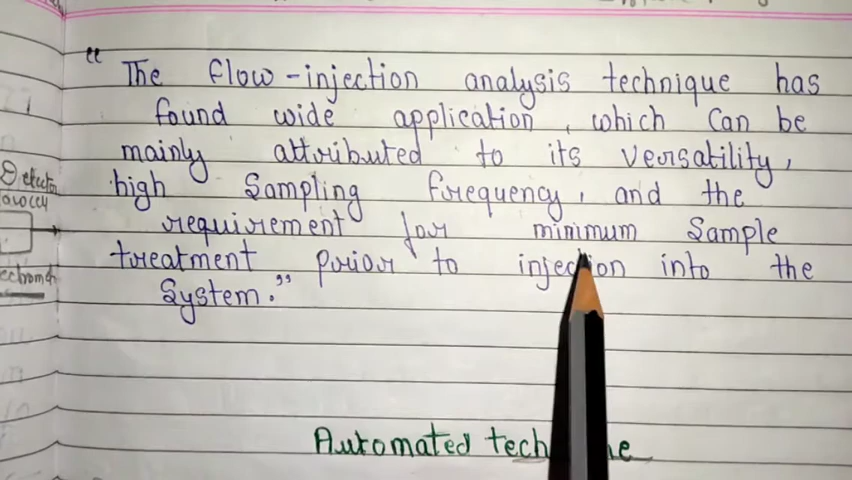 “ The flow-injection analysis technique has
found wide application, which can be
mainly attributed to its versatility,
high Sampling frequency, and the
requirement for minimum Sample
treatment prior to injection into the
System.”
Automated